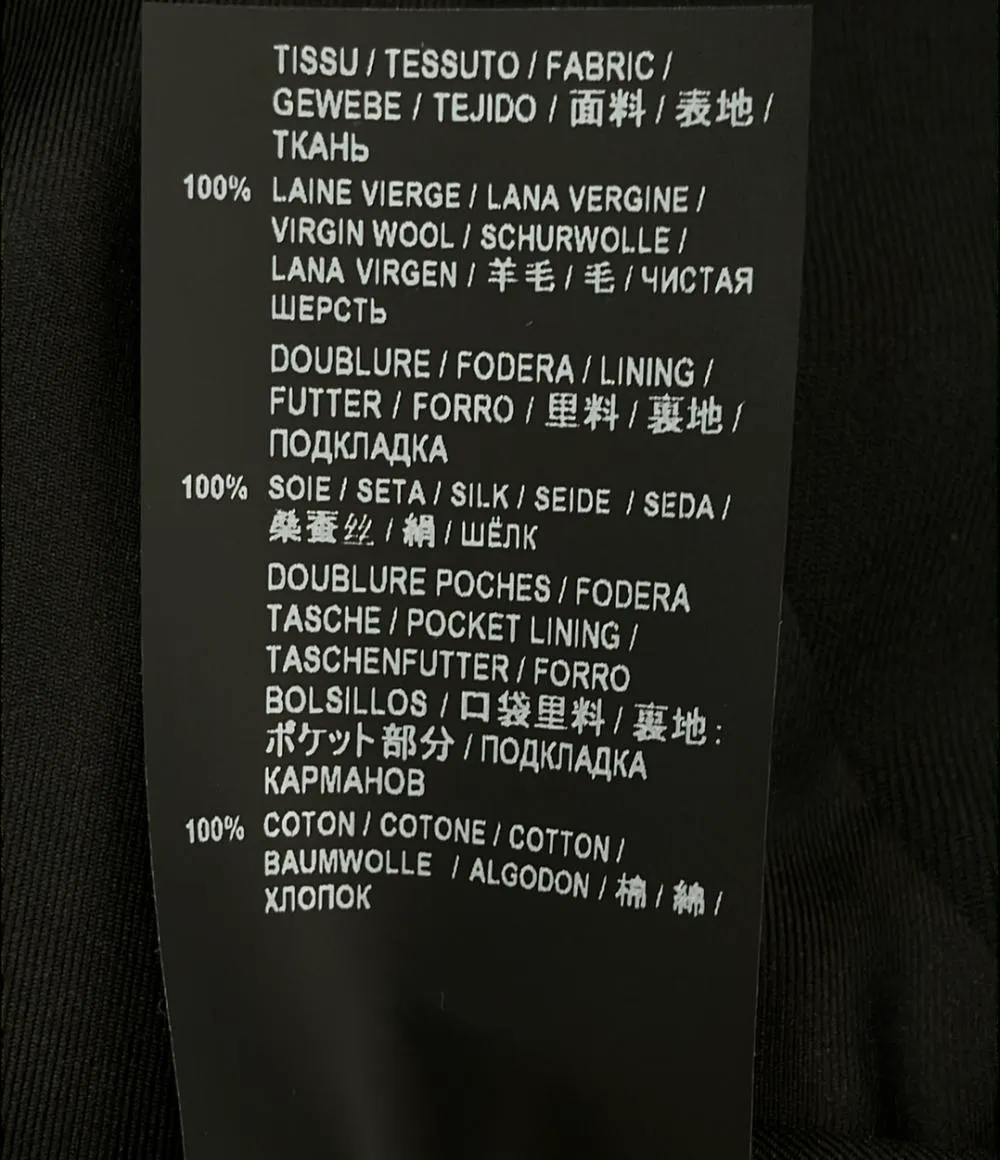 TISSU / TESSUTO / FABRIC /
GEWEBE / TEJIDO / 面料 / 表地 /
ТКАНЬ
100% LAINE VIERGE / LANA VERGINE /
VIRGIN WOOL / SCHURWOLLE /
LANA VIRGEN / 羊毛 / 毛 / ЧИСТАЯ
ШЕРСТЬ
DOUBLURE / FODERA / LINING /
FUTTER / FORRO / 里料 / 裏地 /
ПОДКЛАДКА
100% SOIE / SETA / SILK / SEIDE / SEDA /
桑蚕丝 / 絹 / ШЁЛК
DOUBLURE POCHES / FODERA
TASCHE / POCKET LINING /
TASCHENFUTTER / FORRO
BOLSILLOS / 口袋里料 / 裏地:
ポケット部分 / ПОДКЛАДКА
КАРМАНОВ
100% COTON / COTONE / COTTON /
BAUMWOLLE / ALGODON / 棉 / 綿 /
ХЛОПОК